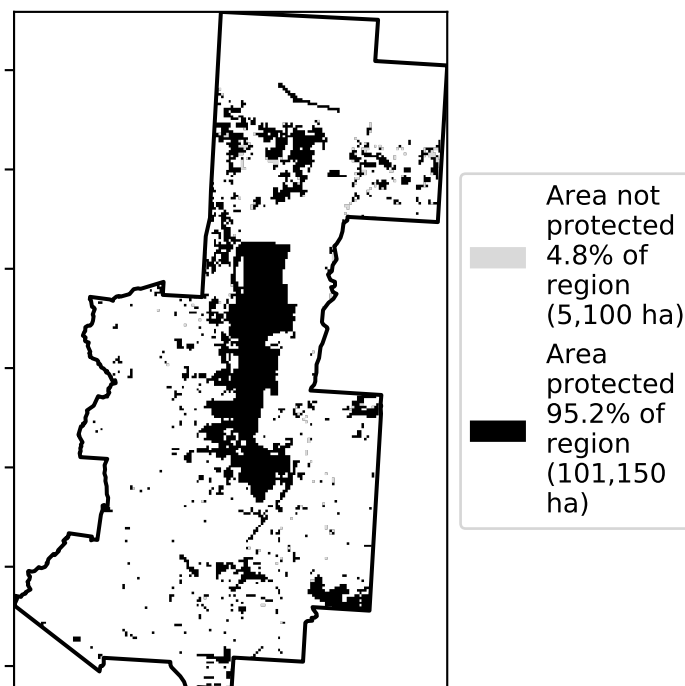 Area not
protected
4.8% of
region
(5,100 ha)
Area
protected
95.2% of
region
(101,150
ha)